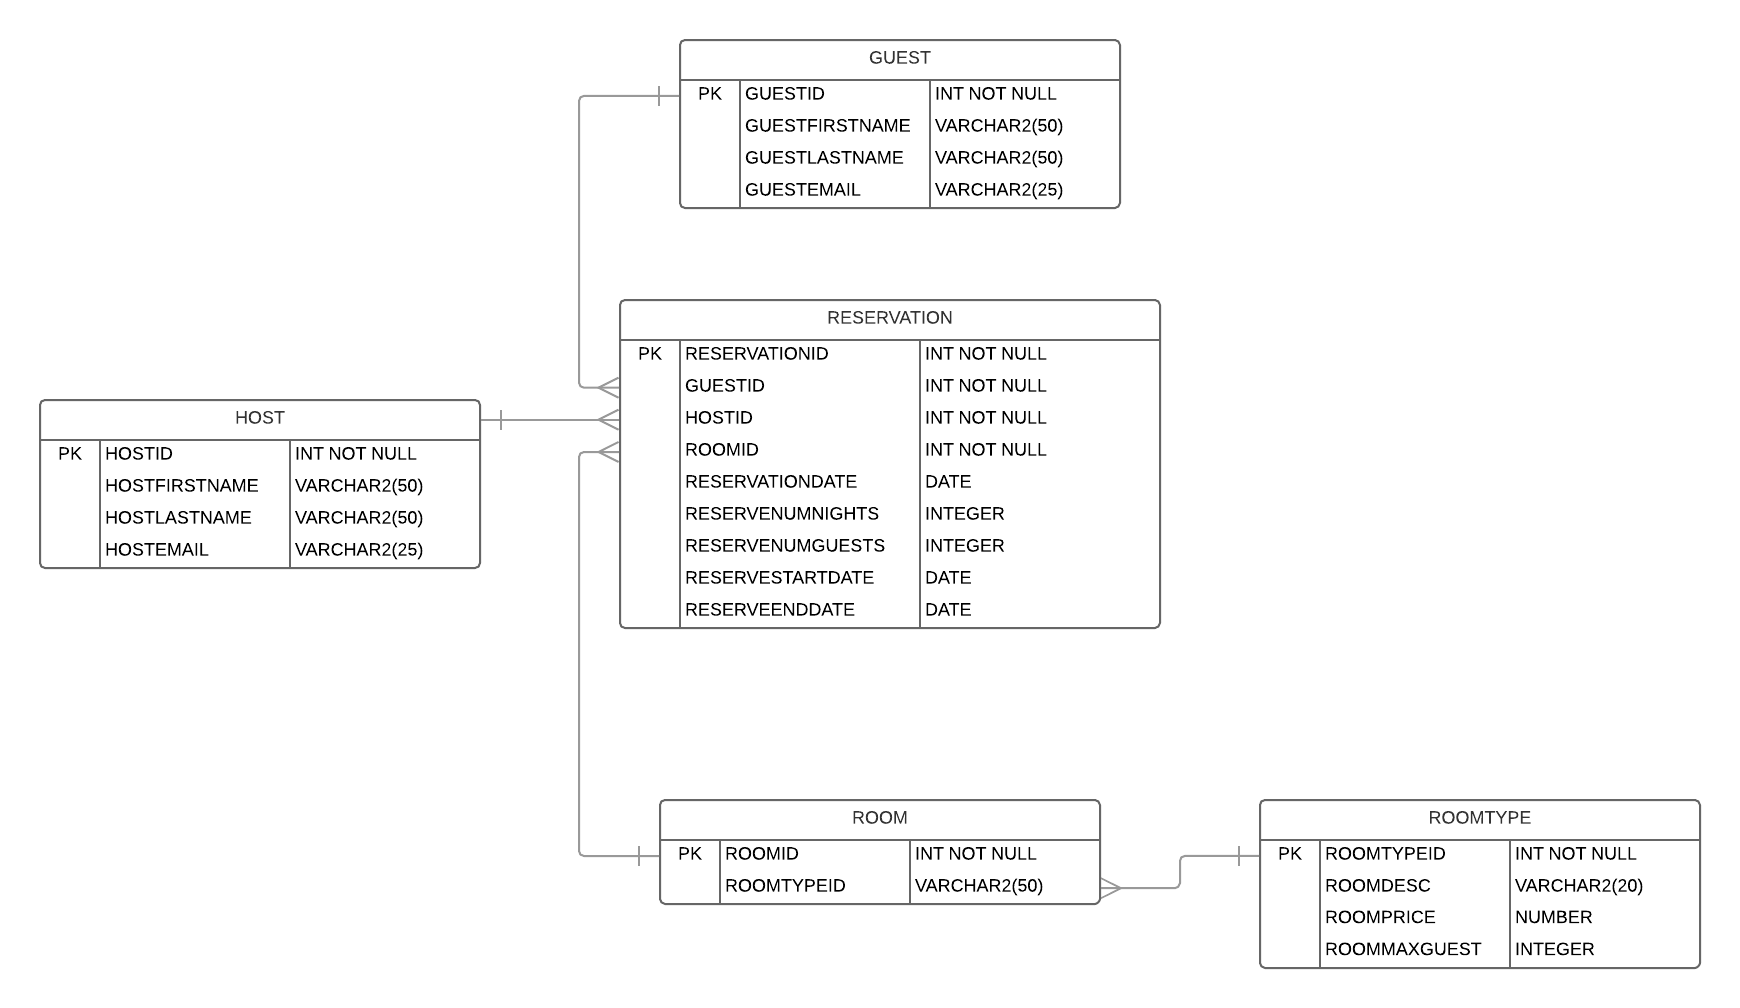 GUEST
PK GUESTID INT NOT NULL
GUESTFIRSTNAME VARCHAR2(50)
GUESTLASTNAME VARCHAR2(50)
GUESTEMAIL VARCHAR2(25)
RESERVATION
PK RESERVATIONID INT NOT NULL
GUESTID INT NOT NULL
HOSTID INT NOT NULL
ROOMID INT NOT NULL
RESERVATIONDATE DATE
RESERVENUMNIGHTS INTEGER
RESERVENUMGUESTS INTEGER
RESERVESTARTDATE DATE
RESERVEENDDATE DATE
HOST
PK HOSTID INT NOT NULL
HOSTFIRSTNAME VARCHAR2(50)
HOSTLASTNAME VARCHAR2(50)
HOSTEMAIL VARCHAR2(25)
ROOM
PK ROOMID INT NOT NULL
ROOMTYPEID VARCHAR2(50)
ROOMTYPE
PK ROOMTYPEID INT NOT NULL
ROOMDESC VARCHAR2(20)
ROOMPRICE NUMBER
ROOMMAXGUEST INTEGER